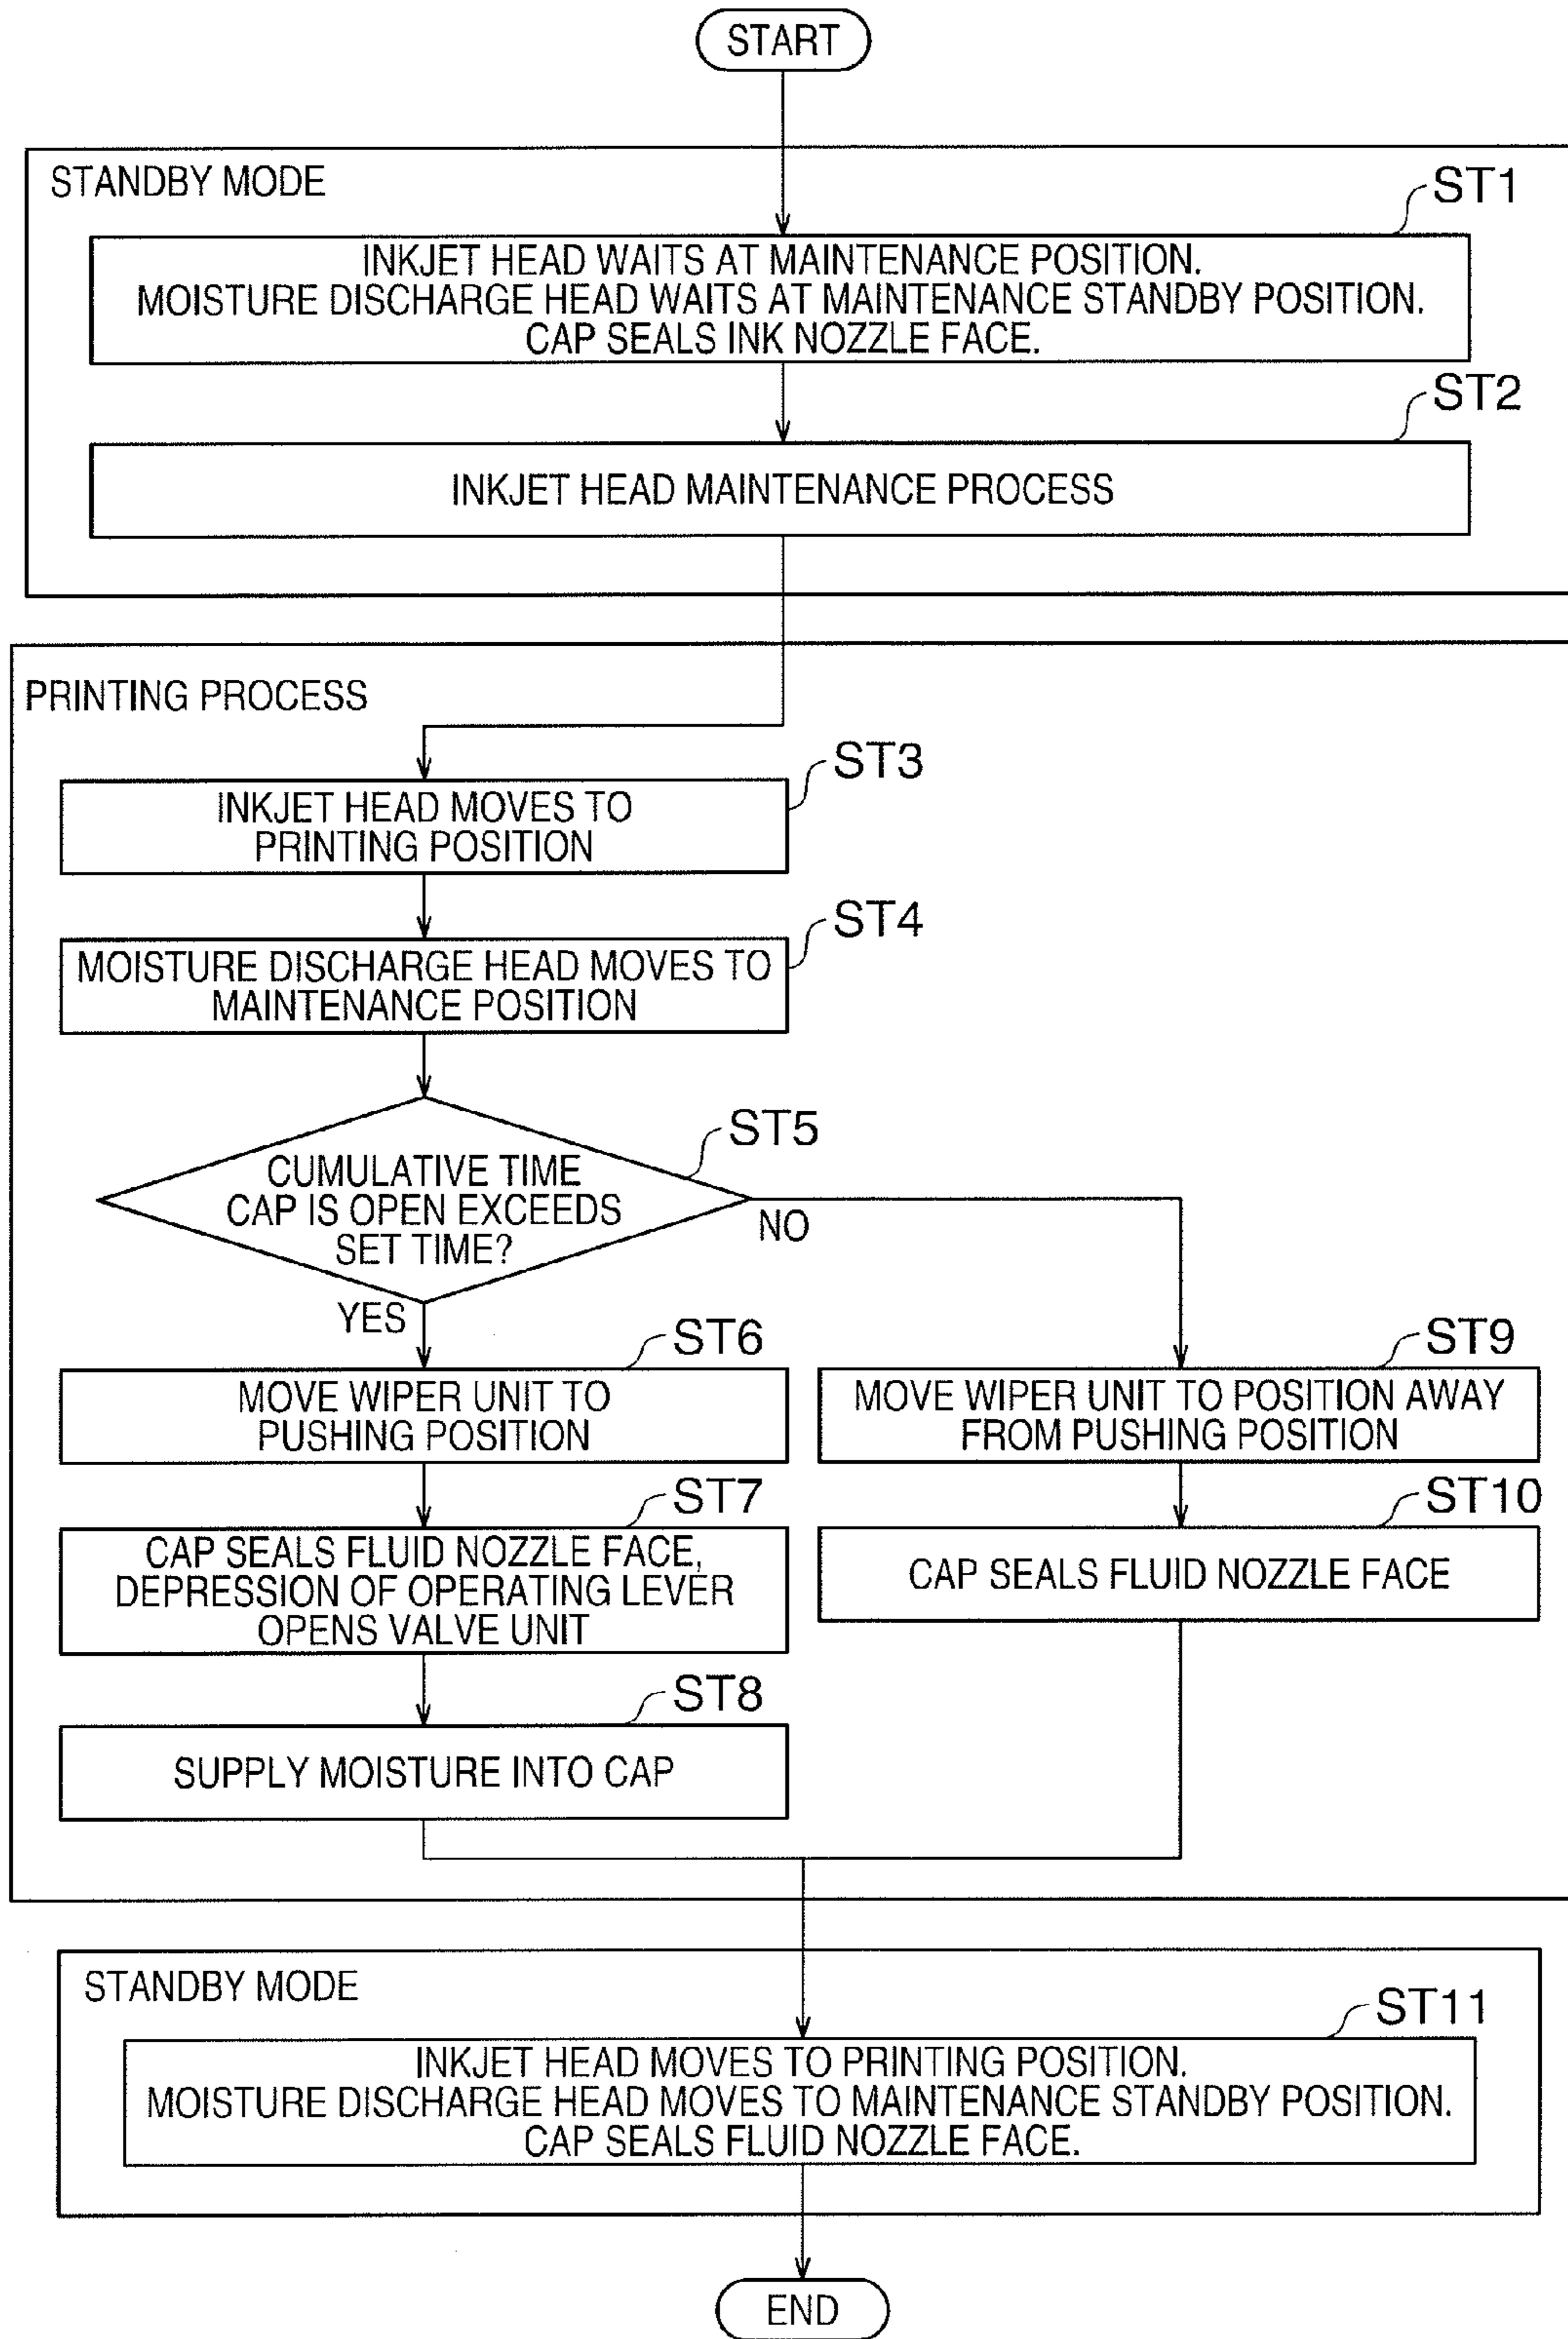 START
STANDBY MODE
ST1
INKJET HEAD WAITS AT MAINTENANCE POSITION.
MOISTURE DISCHARGE HEAD WAITS AT MAINTENANCE STANDBY POSITION.
CAP SEALS INK NOZZLE FACE.
ST2
INKJET HEAD MAINTENANCE PROCESS
PRINTING PROCESS
ST3
INKJET HEAD MOVES TO
PRINTING POSITION
ST4
MOISTURE DISCHARGE HEAD MOVES TO
MAINTENANCE POSITION
ST5
CUMULATIVE TIME
CAP IS OPEN EXCEEDS
SET TIME?
NO
YES
ST6
MOVE WIPER UNIT TO
PUSHING POSITION
ST9
MOVE WIPER UNIT TO POSITION AWAY
FROM PUSHING POSITION
ST7
CAP SEALS FLUID NOZZLE FACE,
DEPRESSION OF OPERATING LEVER
OPENS VALVE UNIT
ST10
CAP SEALS FLUID NOZZLE FACE
ST8
SUPPLY MOISTURE INTO CAP
STANDBY MODE
ST11
INKJET HEAD MOVES TO PRINTING POSITION.
MOISTURE DISCHARGE HEAD MOVES TO MAINTENANCE STANDBY POSITION.
CAP SEALS FLUID NOZZLE FACE.
END